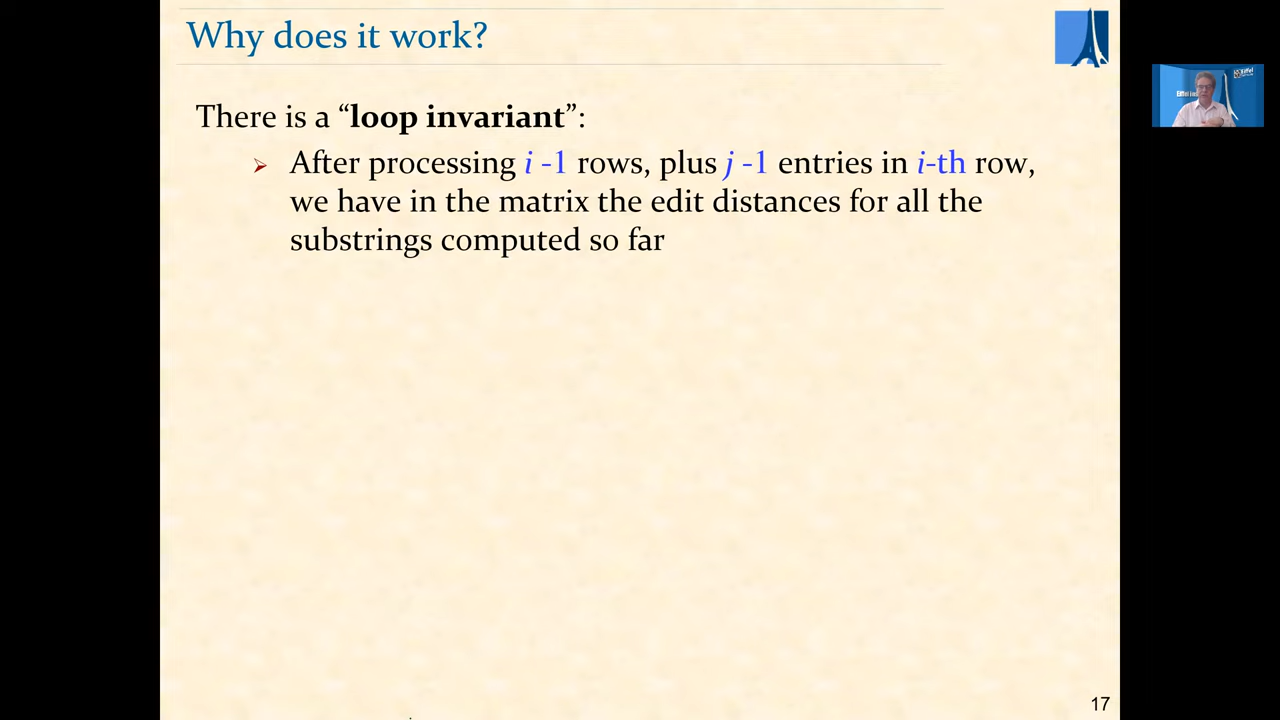 Why does it work?
There is a “loop invariant”:
➢ After processing i -1 rows, plus j -1 entries in i-th row,
we have in the matrix the edit distances for all the
substrings computed so far
17